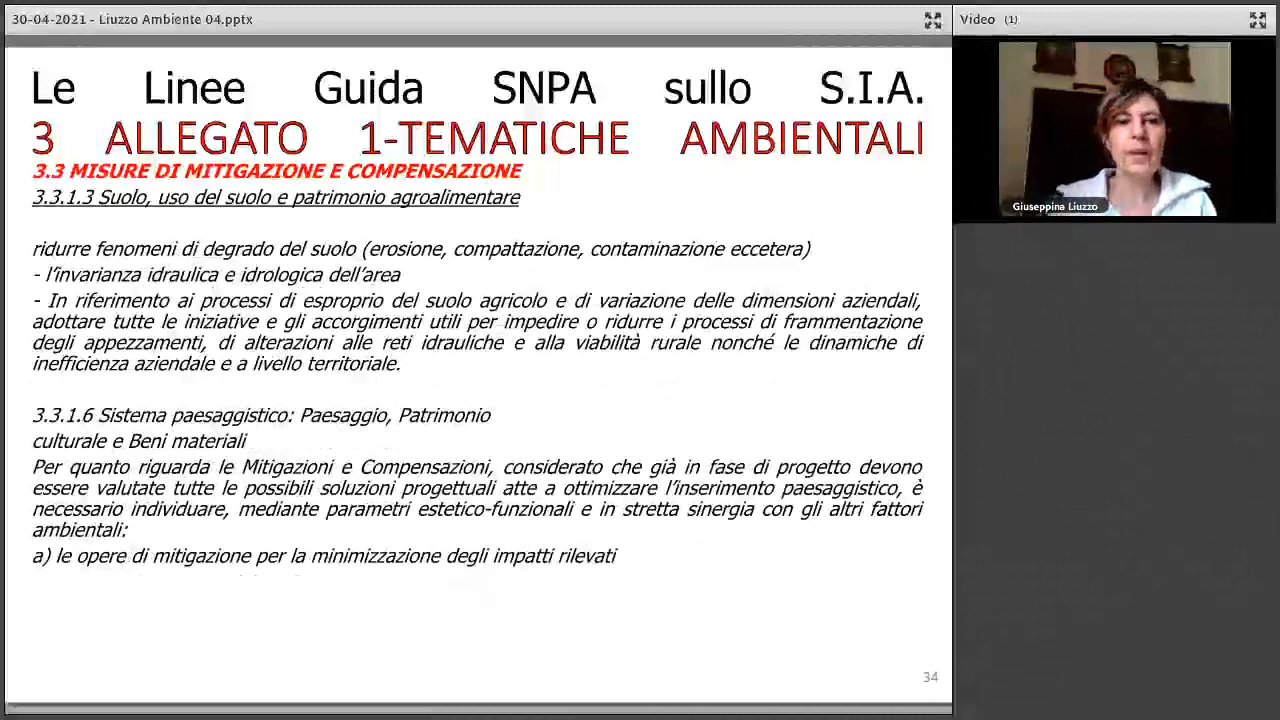 30-04-2021 - Liuzzo Ambiente 04.pptx
Video (1)
Le Linee Guida SNPA sullo S.I.A.
3 ALLEGATO 1-TEMATICHE AMBIENTALI
3.3 MISURE DI MITIGAZIONE E COMPENSAZIONE
3.3.1.3 Suolo, uso del suolo e patrimonio agroalimentare
ridurre fenomeni di degrado del suolo (erosione, compattazione, contaminazione eccetera)
- l'invarianza idraulica e idrologica dell'area
- In riferimento ai processi di esproprio del suolo agricolo e di variazione delle dimensioni aziendali,
adottare tutte le iniziative e gli accorgimenti utili per impedire o ridurre i processi di frammentazione
degli appezzamenti, di alterazioni alle reti idrauliche e alla viabilità rurale nonché le dinamiche di
inefficienza aziendale e a livello territoriale.
3.3.1.6 Sistema paesaggistico: Paesaggio, Patrimonio
culturale e Beni materiali
Per quanto riguarda le Mitigazioni e Compensazioni, considerato che già in fase di progetto devono
essere valutate tutte le possibili soluzioni progettuali atte a ottimizzare l'inserimento paesaggistico, è
necessario individuare, mediante parametri estetico-funzionali e in stretta sinergia con gli altri fattori
ambientali:
a) le opere di mitigazione per la minimizzazione degli impatti rilevati
34
Giuseppina Liuzzo